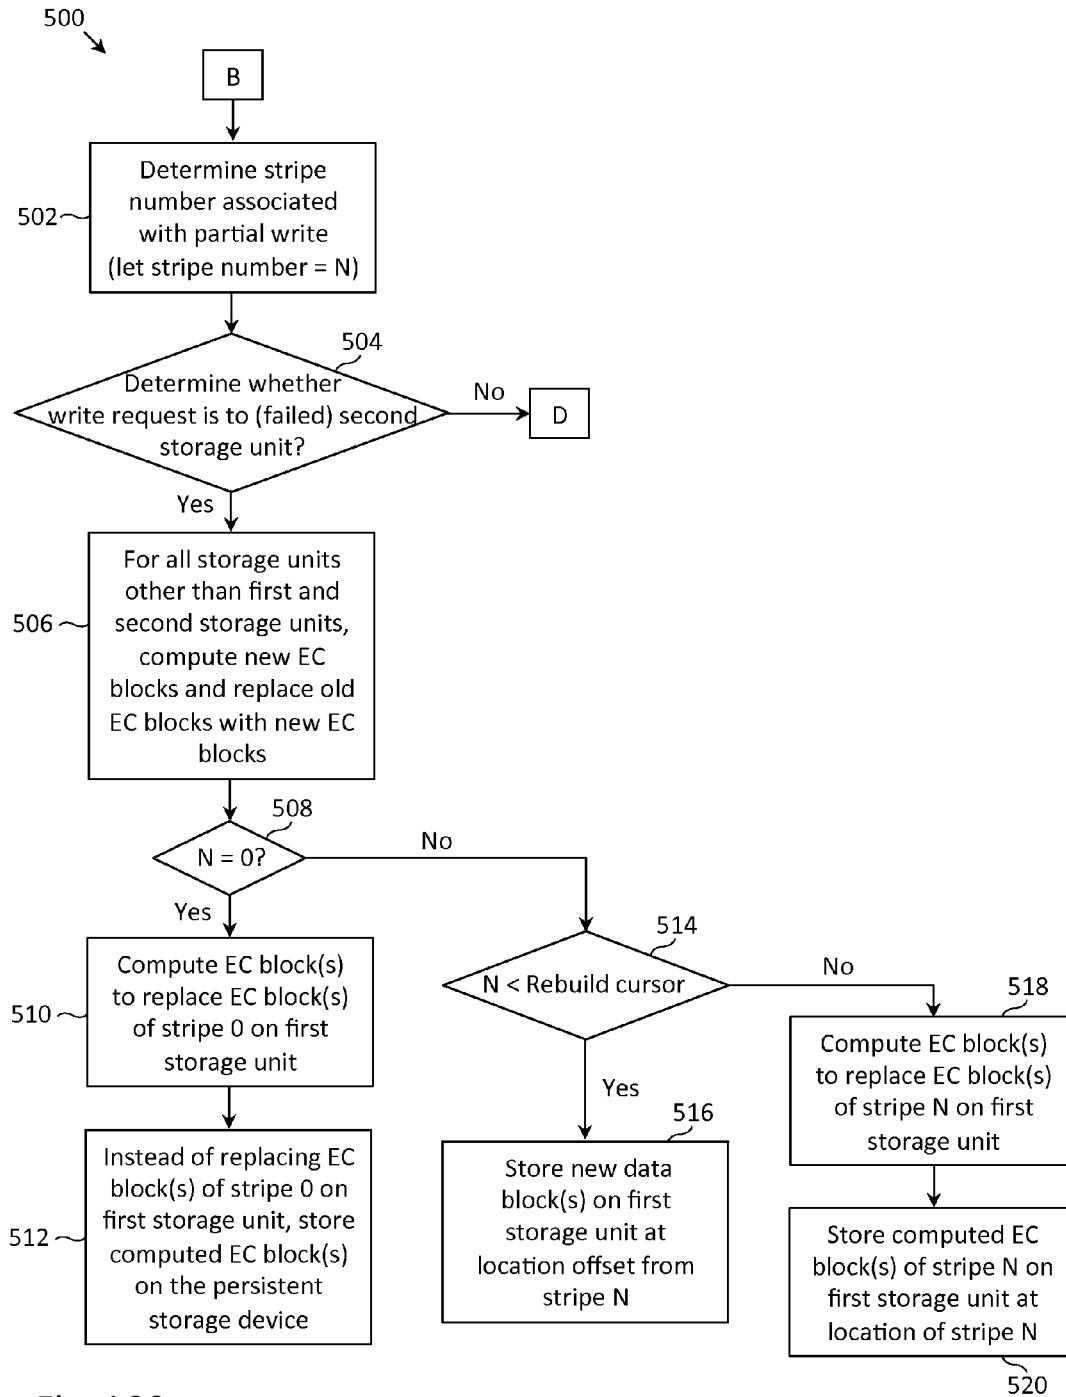 500
B
Determine stripe
number associated
with partial write
(let stripe number = N)
502
504
Determine whether
write request is to (failed) second
storage unit?
No
D
Yes
For all storage units
other than first and
second storage units,
compute new EC
blocks and replace old
EC blocks with new EC
blocks
506
508
N = 0?
No
Yes
514
N < Rebuild cursor
No
Compute EC block(s)
to replace EC block(s)
of stripe 0 on first
storage unit
510
518
Compute EC block(s)
to replace EC block(s)
of stripe N on first
storage unit
Yes
516
Store new data
block(s) on first
storage unit at
location offset from
stripe N
Instead of replacing EC
block(s) of stripe 0 on
first storage unit, store
computed EC block(s)
on the persistent
storage device
512
Store computed EC
block(s) of stripe N on
first storage unit at
location of stripe N
520